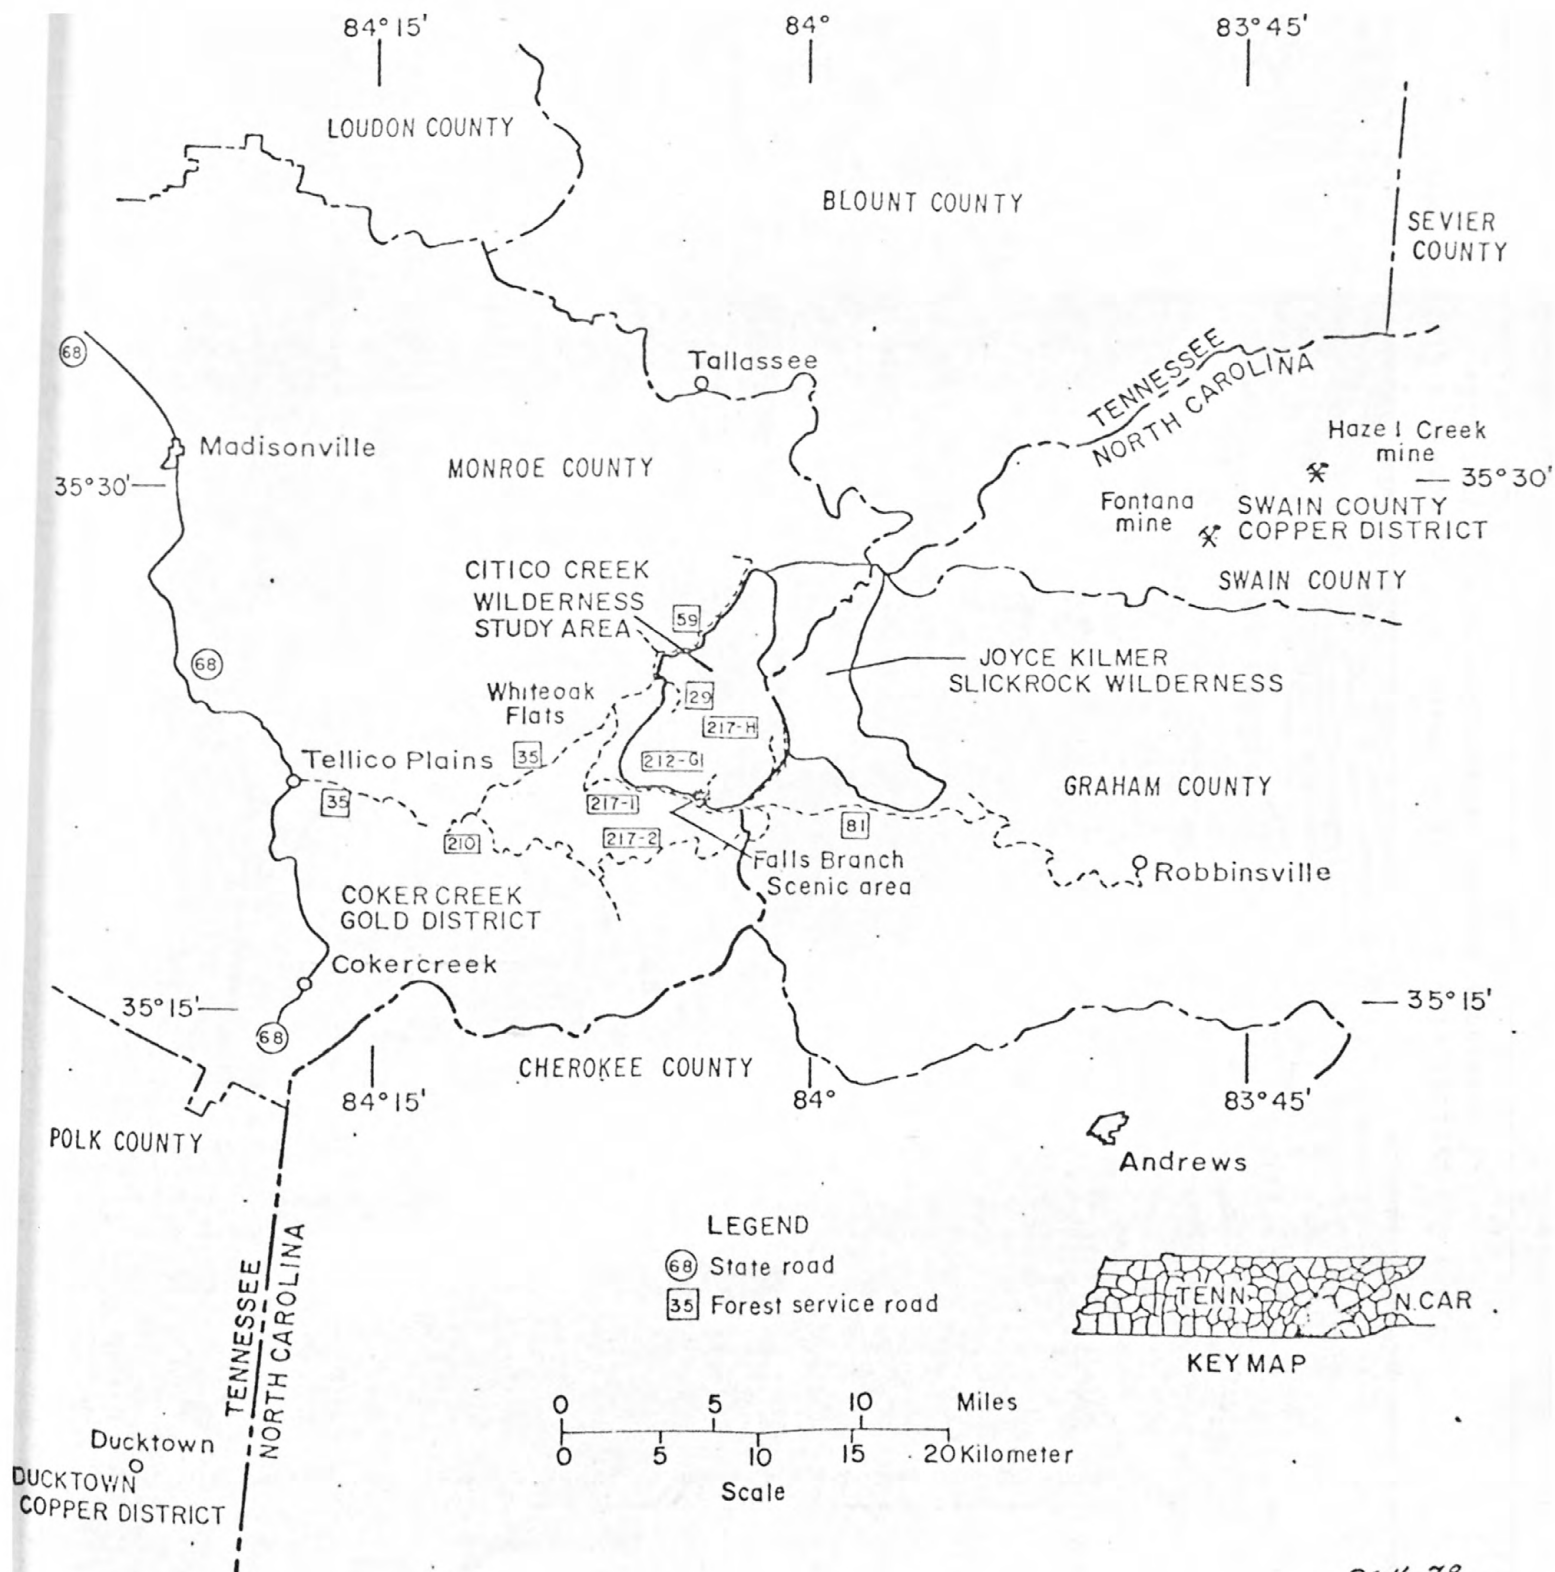 84°15'
84°
83°45'
LOUDON COUNTY
BLOUNT COUNTY
SEVIER
COUNTY
68
Tallassee
TENNESSEE
NORTH CAROLINA
Madisonville
Hazel Creek
mine
35°30'
MONROE COUNTY
35°30'
Fontana
mine
SWAIN COUNTY
COPPER DISTRICT
CITICO CREEK
WILDERNESS
STUDY AREA
SWAIN COUNTY
59
68
JOYCE KILMER
SLICKROCK WILDERNESS
Whiteoak
Flats
29
217-H
Tellico Plains
35
212-G
GRAHAM COUNTY
35
217-1
81
210
217-2
Falls Branch
Scenic area
Robbinsville
COKER CREEK
GOLD DISTRICT
Cokercreek
35°15'
35°15'
68
CHEROKEE COUNTY
84°15'
84°
83°45'
POLK COUNTY
Andrews
LEGEND
68 State road
35 Forest service road
TENNESSEE
NORTH CAROLINA
TENN
N.CAR
KEY MAP
0 5 10 Miles
0 5 10 15 20 Kilometer
Scale
Ducktown
DUCKTOWN
COPPER DISTRICT